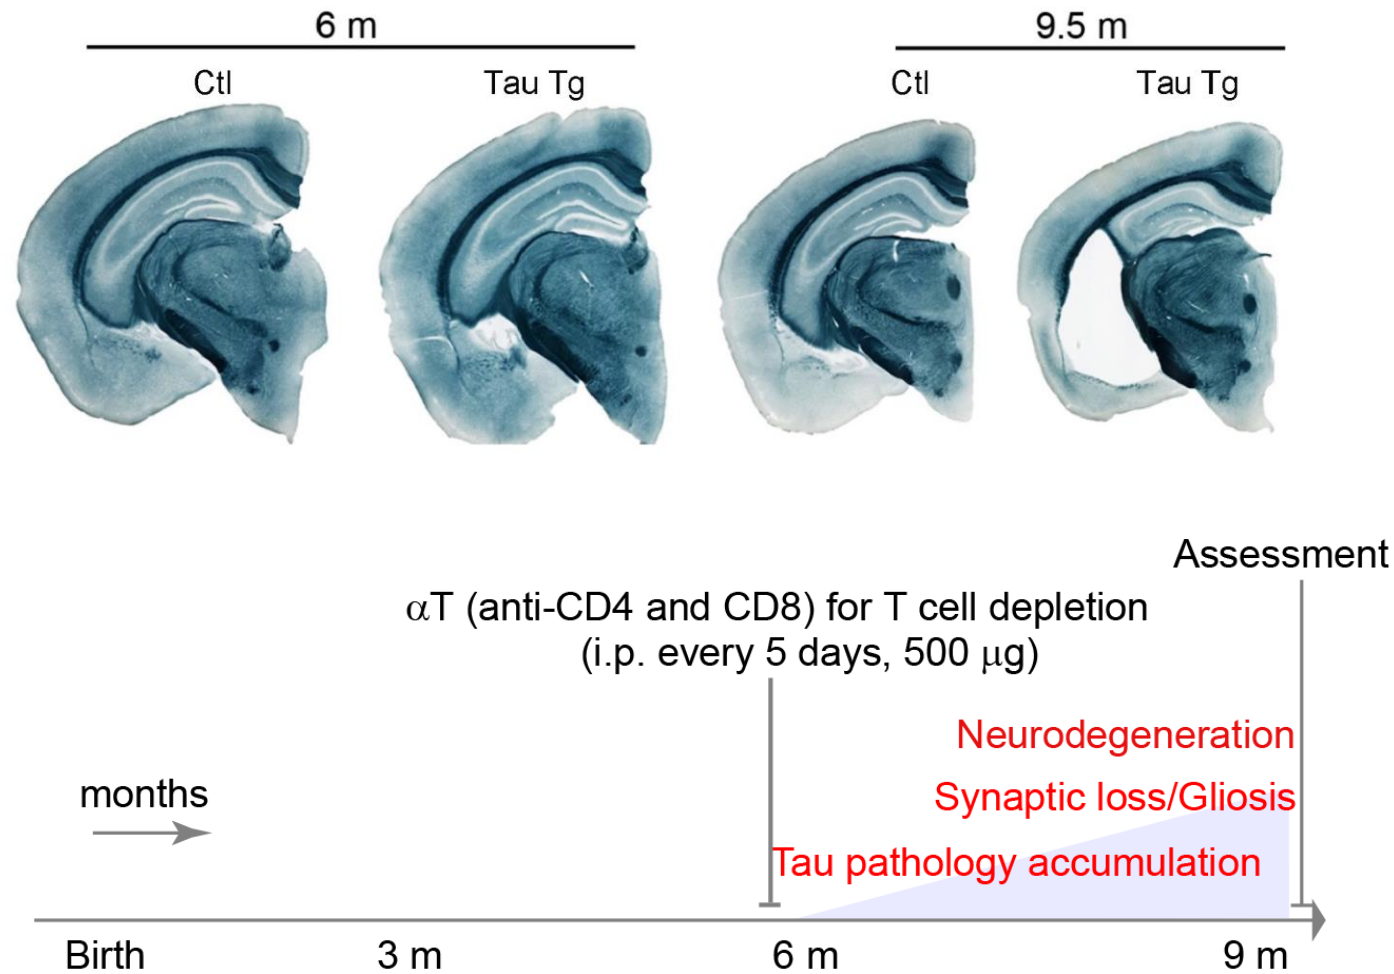 6 m
9.5 m
Ctl
Tau Tg
Ctl
Tau Tg
Assessment
αT (anti-CD4 and CD8) for T cell depletion
(i.p. every 5 days, 500 μg)
Neurodegeneration
months
Synaptic loss/Gliosis
Tau pathology accumulation
Birth
3 m
6 m
9 m